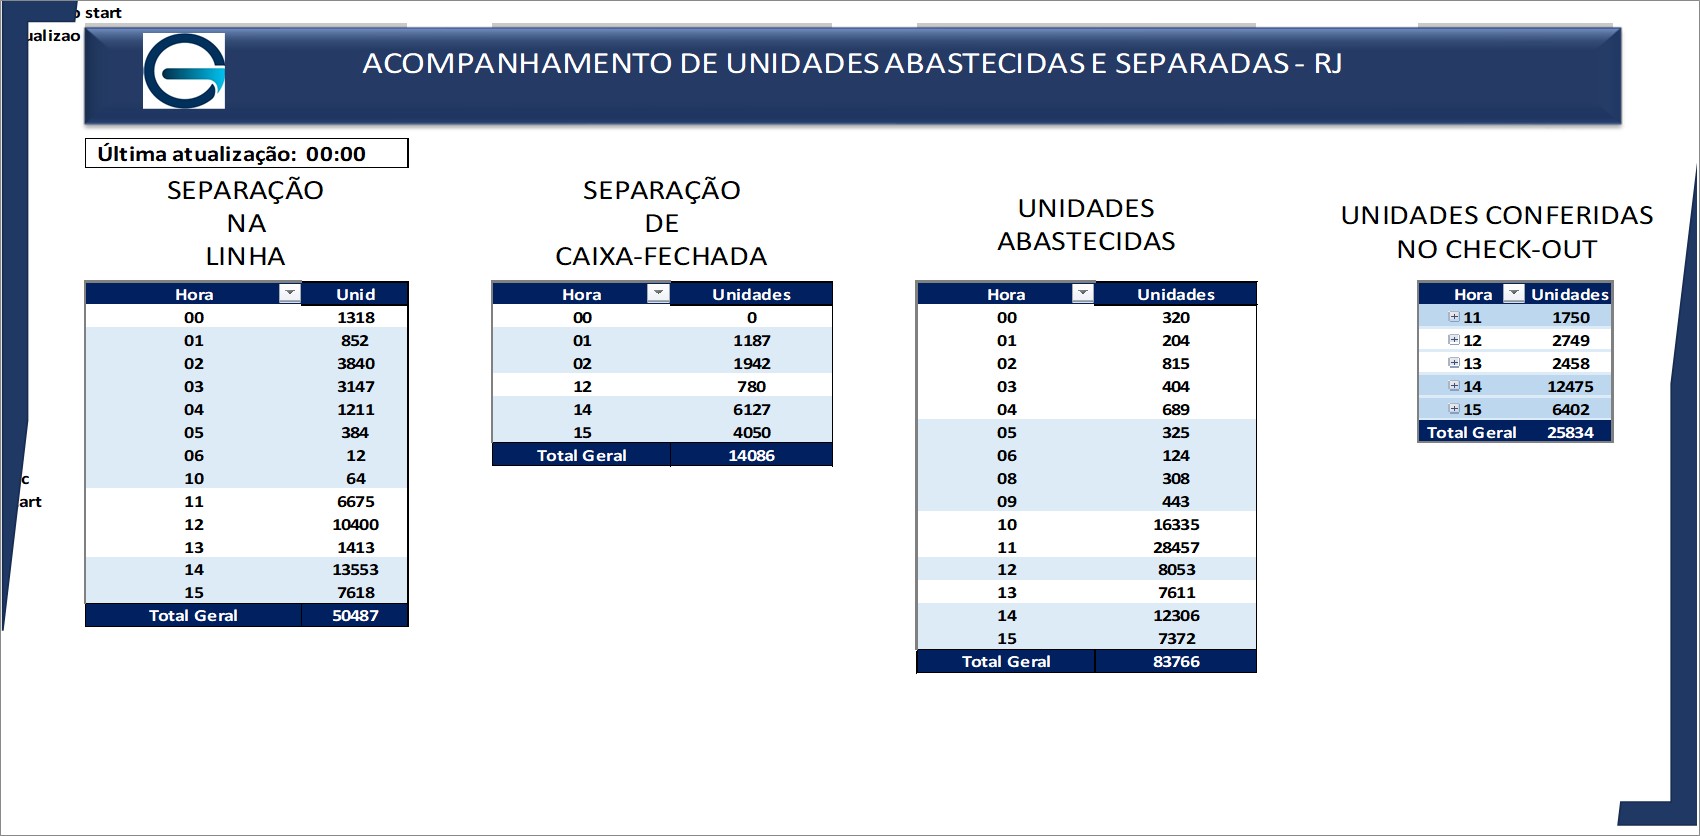 start
ACOMPANHAMENTO DE UNIDADES ABASTECIDAS E SEPARADAS - RJ
Última atualização: 00:00
SEPARAÇÃO
NA
LINHA
Hora Unid
00 1318
01 852
02 3840
03 3147
04 1211
05 384
06 12
10 64
11 6675
12 10400
13 1413
14 13553
15 7618
Total Geral 50487
SEPARAÇÃO
DE
CAIXA-FECHADA
Hora Unidades
00 0
01 1187
02 1942
12 780
14 6127
15 4050
Total Geral 14086
UNIDADES
ABASTECIDAS
Hora Unidades
00 320
01 204
02 815
03 404
04 689
05 325
06 124
08 308
09 443
10 16335
11 28457
12 8053
13 7611
14 12306
15 7372
Total Geral 83766
UNIDADES CONFERIDAS
NO CHECK-OUT
Hora Unidades
11 1750
12 2749
13 2458
14 12475
15 6402
Total Geral 25834